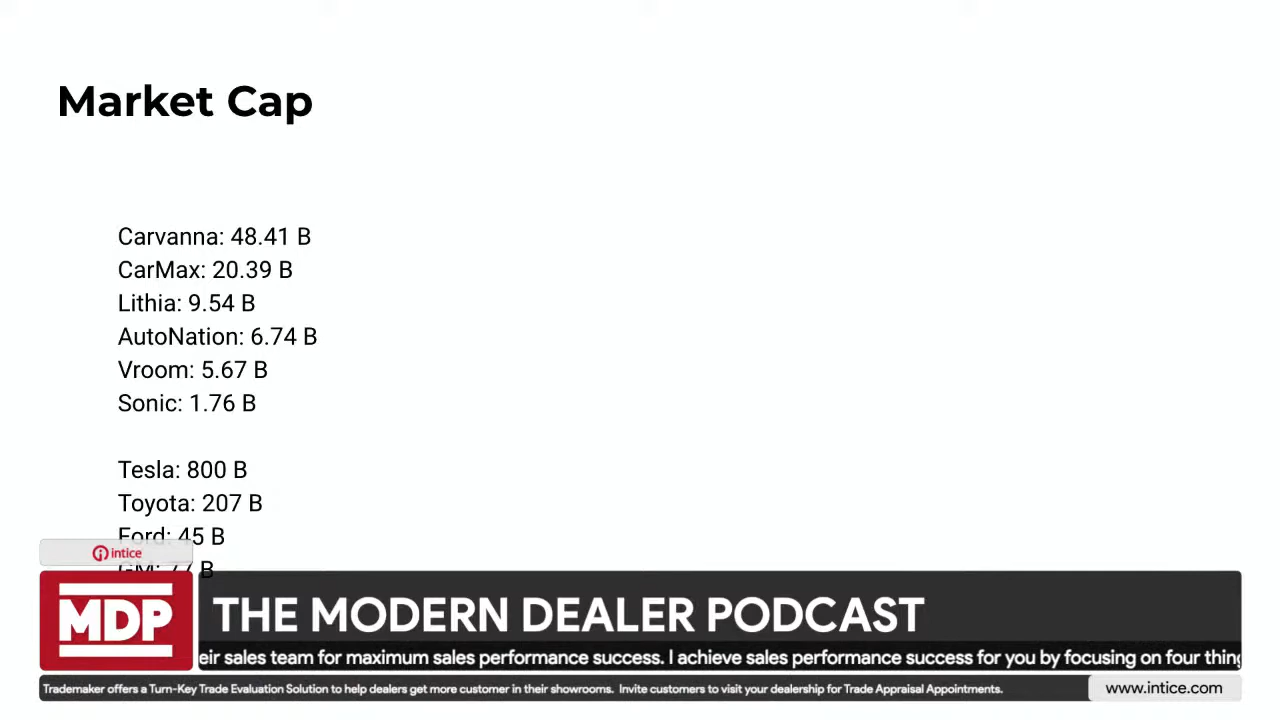 Market Cap
Carvanna: 48.41 B
CarMax: 20.39 B
Lithia: 9.54 B
AutoNation: 6.74 B
Vroom: 5.67 B
Sonic: 1.76 B
Tesla: 800 B
Toyota: 207 B
Ford: 45 B
GM: 77 B
intice
MDP
THE MODERN DEALER PODCAST
eir sales team for maximum sales performance success. I achieve sales performance success for you by focusing on four thing
Trademaker offers a Turn-Key Trade Evaluation Solution to help dealers get more customer in their showrooms. Invite customers to visit your dealership for Trade Appraisal Appointments.
www.intice.com